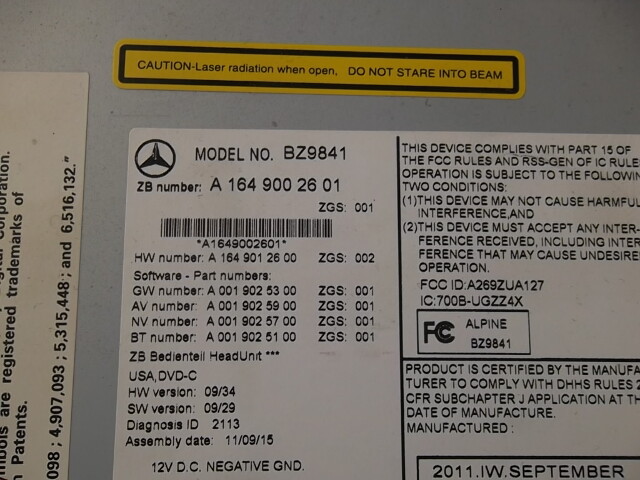 CAUTION-Laser radiation when open, DO NOT STARE INTO BEAM
MODEL NO. BZ9841
ZB number: A 164 900 26 01
ZGS: 001
*A1649002601*
HW number: A 164 901 26 00 ZGS: 002
Software - Part numbers:
GW number: A 001 902 53 00 ZGS: 001
AV number: A 001 902 59 00 ZGS: 001
NV number: A 001 902 57 00 ZGS: 001
BT number: A 001 902 51 00 ZGS: 001
ZB Bedienteil HeadUnit ***
USA,DVD-C
HW version: 09/34
SW version: 09/29
Diagnosis ID 2113
Assembly date: 11/09/15
12V D.C. NEGATIVE GND.
THIS DEVICE COMPLIES WITH PART 15 OF
THE FCC RULES AND RSS-GEN OF IC RULES
OPERATION IS SUBJECT TO THE FOLLOWING
TWO CONDITIONS:
(1)THIS DEVICE MAY NOT CAUSE HARMFUL
INTERFERENCE,AND
(2)THIS DEVICE MUST ACCEPT ANY INTER-
FERENCE RECEIVED, INCLUDING INTER
FERENCE THAT MAY CAUSE UNDESIRE
OPERATION.
FCC ID:A269ZUA127
IC:700B-UGZZ4X
FC ALPINE
BZ9841
PRODUCT IS CERTIFIED BY THE MANUFA
TURER TO COMPLY WITH DHHS RULES 2
CFR SUBCHAPTER J APPLICATION AT THE
DATE OF MANUFACTURE.
MANUFACTURED :
2011.IW.SEPTEMBER
gital Corporation.
are registered trademarks of
n Patents.
098 ; 4,907,093 ; 5,315,448 ; and 6,516,132."